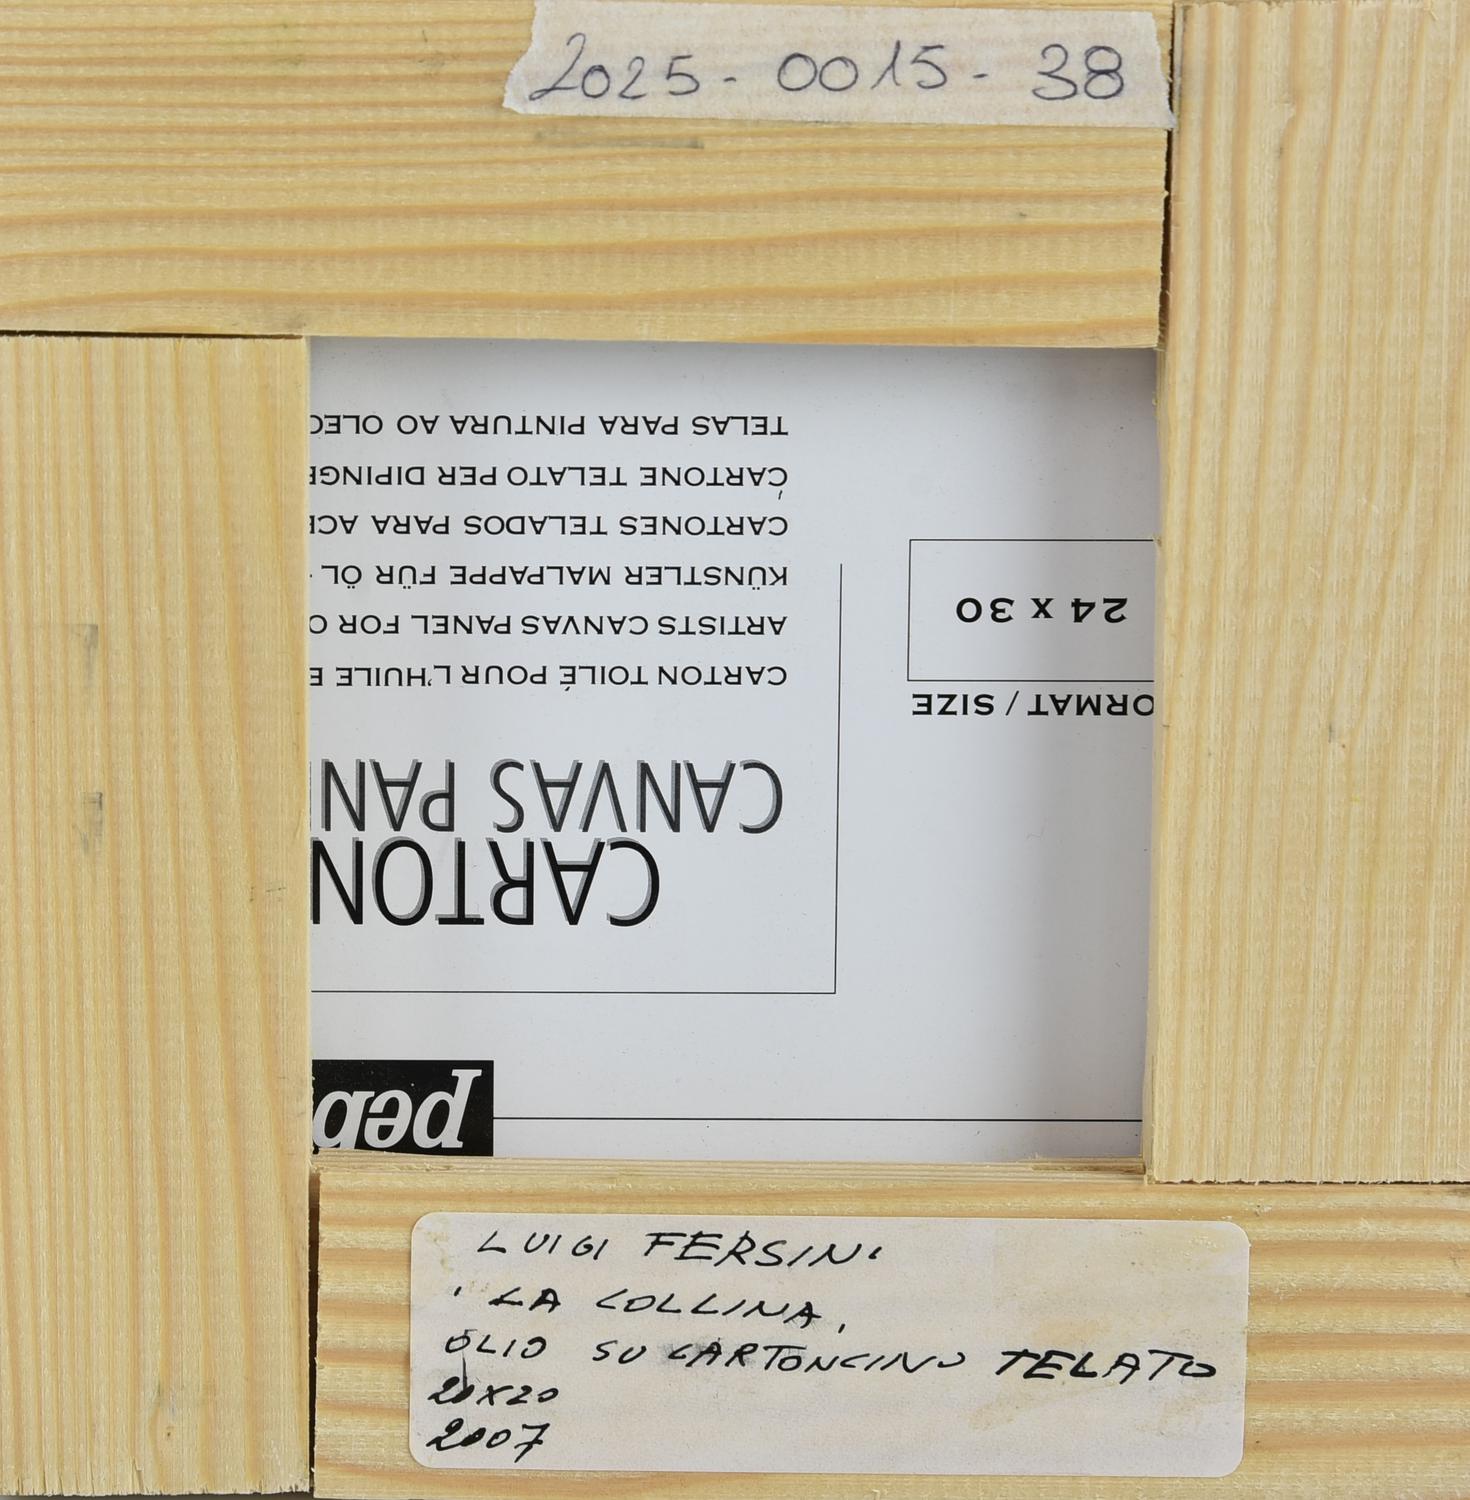 2025-0015-38
TELAS PARA PINTURA AO OLEO
CARTONE TELATO PER DIPINGE
CARTONES TELADOS PARA ACE
KÜNSTLER MALPAPPE FÜR ÖL -
ARTISTS CANVAS PANEL FOR O
CARTON TOILÉ POUR L'HUILE E
24 x 30
ORMAT / SIZE
CANVAS PAN
CARTON
peb
LUIGI FERSINI
'LA COLLINA,
OLIO SU CARTONCINO TELATO
20X20
2007